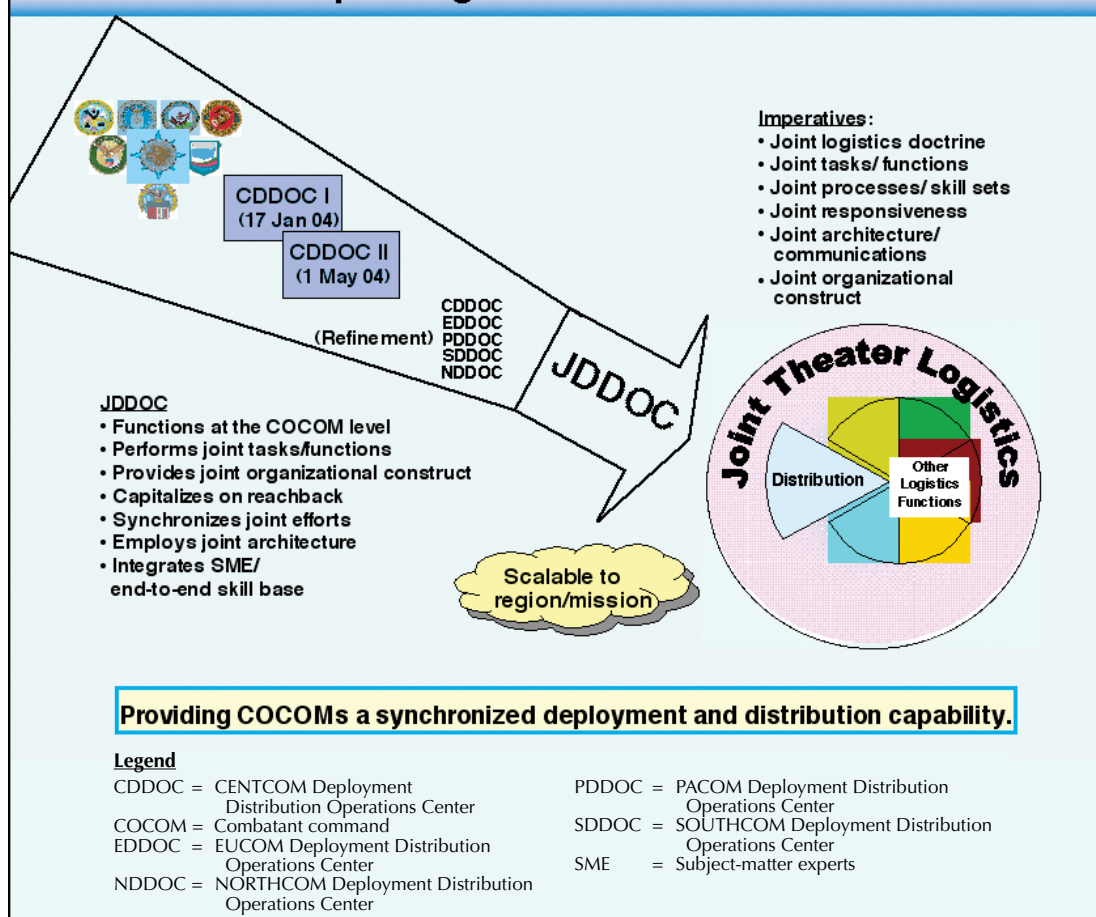 CDDOC I
(17 Jan 04)
CDDOC II
(1 May 04)
(Refinement)
CDDOC
EDDOC
PDDOC
SDDOC
NDDOC
JDDOC
Imperatives:
• Joint logistics doctrine
• Joint tasks/ functions
• Joint processes/ skill sets
• Joint responsiveness
• Joint architecture/
communications
• Joint organizational
construct
JDDOC
• Functions at the COCOM level
• Performs joint tasks/functions
• Provides joint organizational construct
• Capitalizes on reachback
• Synchronizes joint efforts
• Employs joint architecture
• Integrates SME/
end-to-end skill base
Joint Theater Logistics
Distribution
Other
Logistics
Functions
Scalable to
region/mission
Providing COCOMs a synchronized deployment and distribution capability.
Legend
CDDOC = CENTCOM Deployment
Distribution Operations Center
COCOM = Combatant command
EDDOC = EUCOM Deployment Distribution
Operations Center
NDDOC = NORTHCOM Deployment Distribution
Operations Center
PDDOC = PACOM Deployment Distribution
Operations Center
SDDOC = SOUTHCOM Deployment Distribution
Operations Center
SME = Subject-matter experts